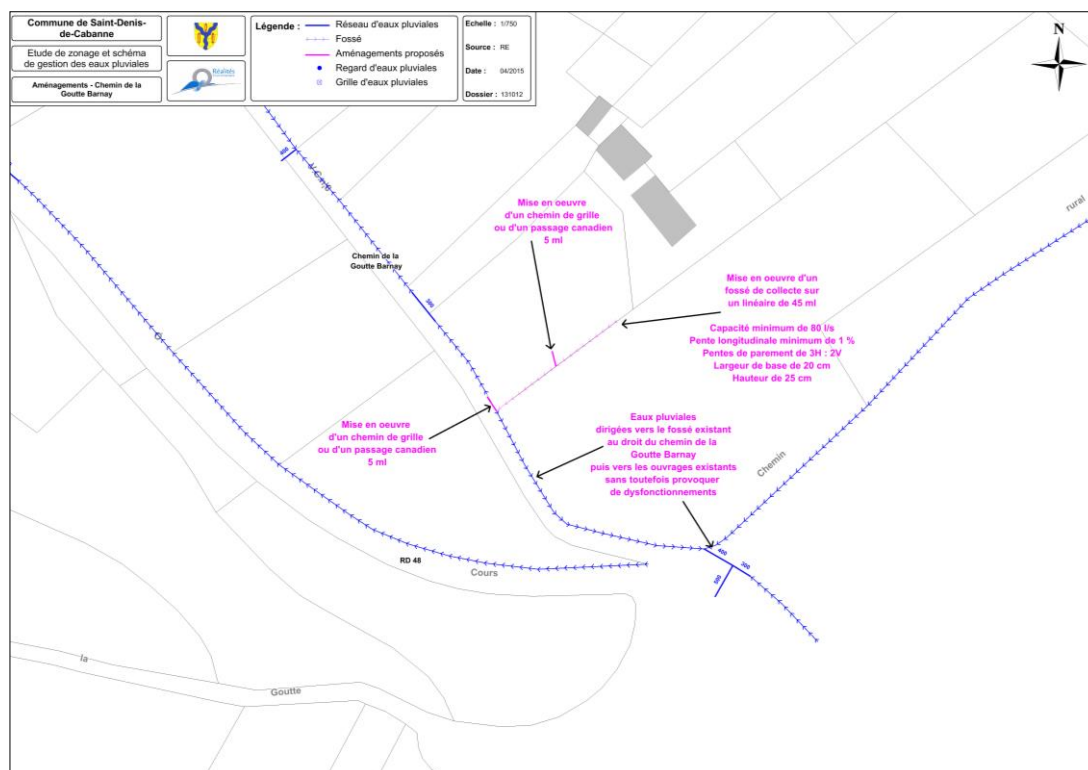 Commune de Saint-Denis-
de-Cabanne
Etude de zonage et schéma
de gestion des eaux pluviales
Aménagements - Chemin de la
Goutte Barnay
Réalités
Légende :
Réseau d'eaux pluviales
Fossé
Aménagements proposés
Regard d'eaux pluviales
Grille d'eaux pluviales
Echelle : 1/750
Source : RE
Date : 04/2015
Dossier : 131012
N
400
rural
Mise en oeuvre
d'un chemin de grille
ou d'un passage canadien
5 ml
Chemin de la
Goutte Barnay
300
Mise en oeuvre d'un
fossé de collecte sur
un linéaire de 45 ml
Capacité minimum de 80 l/s
Pente longitudinale minimum de 1 %
Pentes de parement de 3H : 2V
Largeur de base de 20 cm
Hauteur de 25 cm
Mise en oeuvre
d'un chemin de grille
ou d'un passage canadien
5 ml
Eaux pluviales
dirigées vers le fossé existant
au droit du chemin de la
Goutte Barnay
puis vers les ouvrages existants
sans toutefois provoquer
de dysfonctionnements
Chemin
RD 48
Cours
400
300
500
la
Goutte